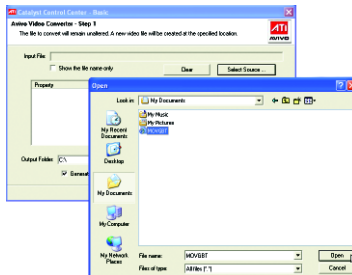 Catalyst Control Center - Basic
Avivo Video Converter - Step 1
The file to convert will remain unaltered. A new video file will be created at the specified location.
ATI
AVIVO
Input File:
Show the file name only
Clear
Select Source ...
Property
Output Folder: C:\
Generat
Open
Look in: My Documents
My Music
My Pictures
MOVGBT
My Recent Documents
Desktop
My Documents
My Computer
My Network Places
File name: MOVGBT
Open
Files of type: All files (*.*)
Cancel